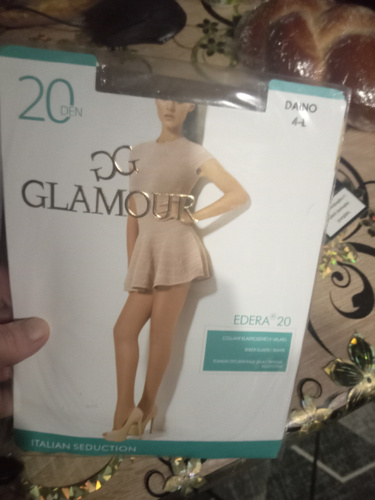 20 DEN
DAINO
4-L
GG
GLAMOUR
EDERA® 20
ITALIAN SEDUCTION